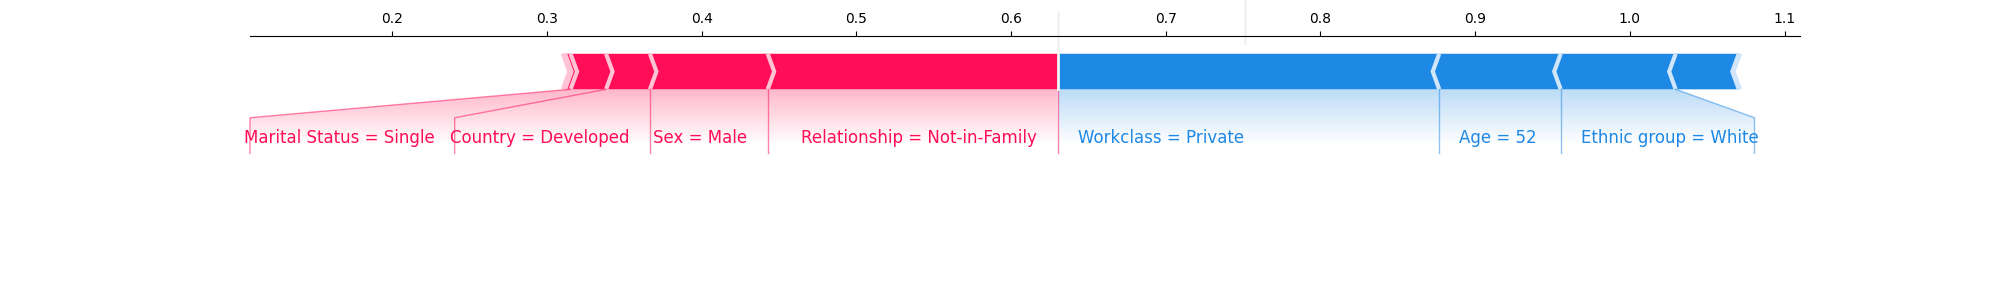 0.2 0.3 0.4 0.5 0.6 0.7 0.8 0.9 1.0 1.1
Marital Status = Single Country = Developed Sex = Male Relationship = Not-in-Family Workclass = Private Age = 52 Ethnic group = White